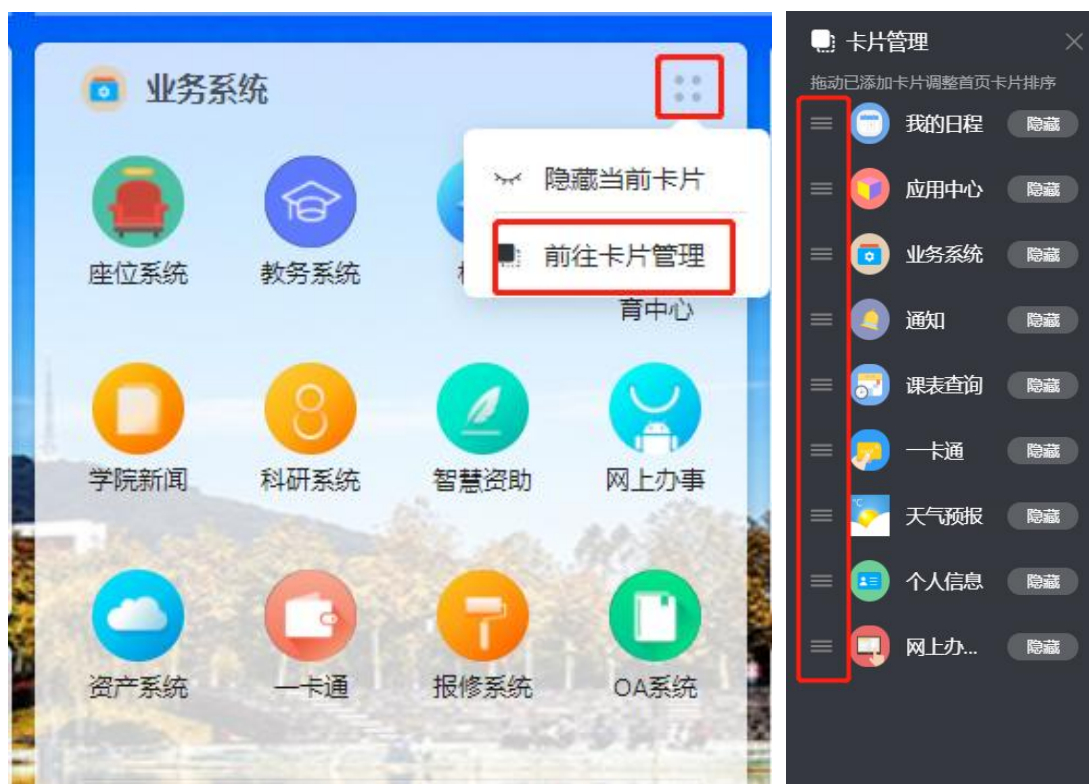 业务系统
隐藏当前卡片
前往卡片管理
座位系统
教务系统
育中心
学院新闻
科研系统
智慧资助
网上办事
资产系统
一卡通
报修系统
OA系统
卡片管理
拖动已添加卡片调整首页卡片排序
我的日程 隐藏
应用中心 隐藏
业务系统 隐藏
通知 隐藏
课表查询 隐藏
一卡通 隐藏
°C
天气预报 隐藏
个人信息 隐藏
网上办... 隐藏